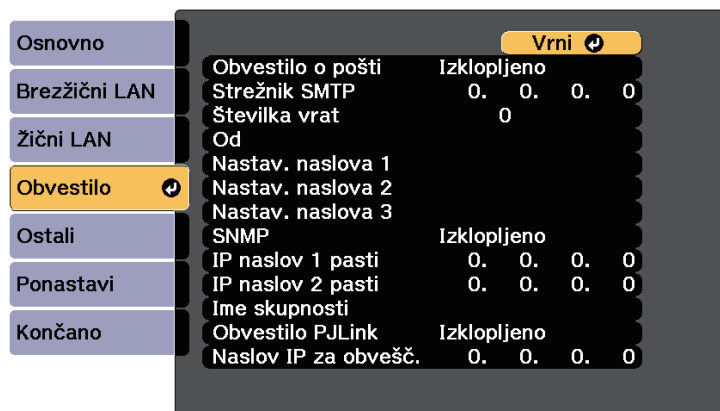 Osnovno
Brezžični LAN
Žični LAN
Obvestilo
Ostali
Ponastavi
Končano
Vrni
Obvestilo o pošti Izklopljeno
Strežnik SMTP 0. 0. 0. 0
Številka vrat 0
Od
Nastav. naslova 1
Nastav. naslova 2
Nastav. naslova 3
SNMP Izklopljeno
IP naslov 1 pasti 0. 0. 0. 0
IP naslov 2 pasti 0. 0. 0. 0
Ime skupnosti
Obvestilo PJLink Izklopljeno
Naslov IP za obvešč. 0. 0. 0. 0